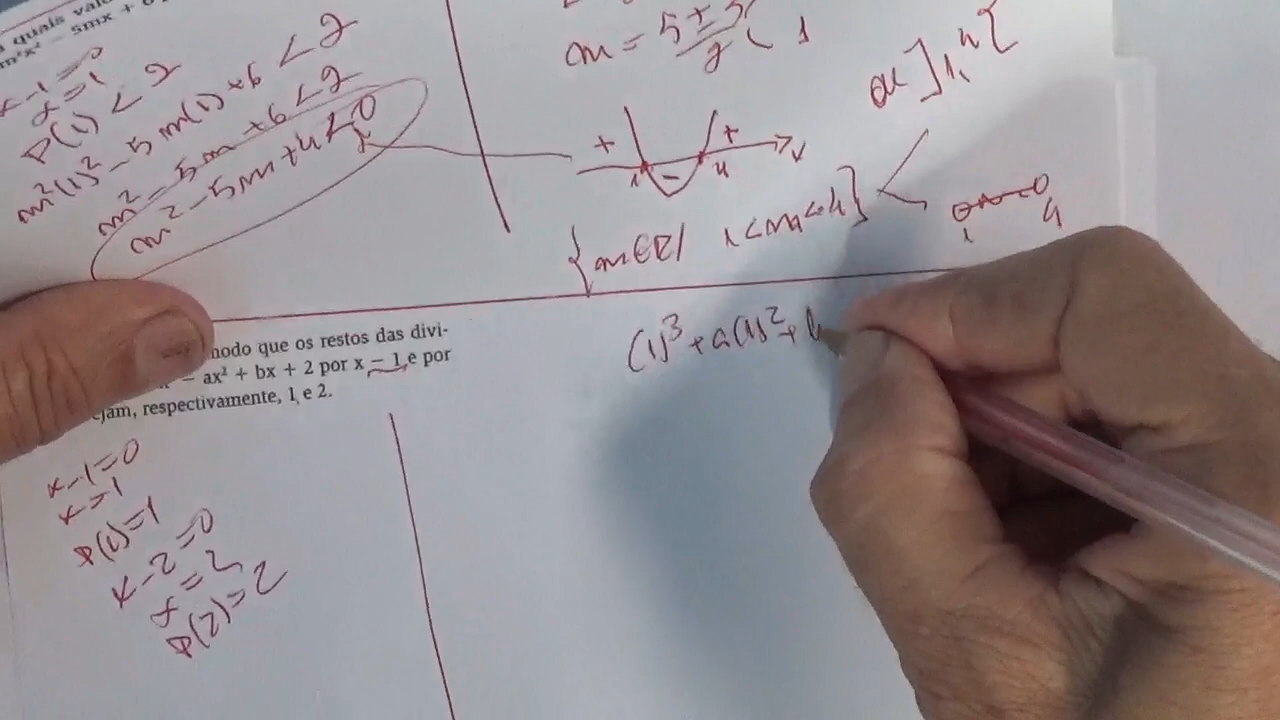 quais valo
m²x² – 5mx + 6
x-1=0
x=1
P(1) < 2
m²(1)² - 5m(1) + 6 < 2
m² - 5m + 6 < 2
m² - 5m + 4 < 0
m = 5 ± 3 / 2 < 1
ou ]1, 4[
+ - +
1 4
{m ∈ R / 1 < m < 4}
1 4
modo que os restos das divi-
ax² + bx + 2 por x – 1 e por
ejam, respectivamente, 1 e 2.
x-1=0
x=1
P(1)=1
x-2=0
x=2
P(2)=2
(1)³ + a(1)² + b